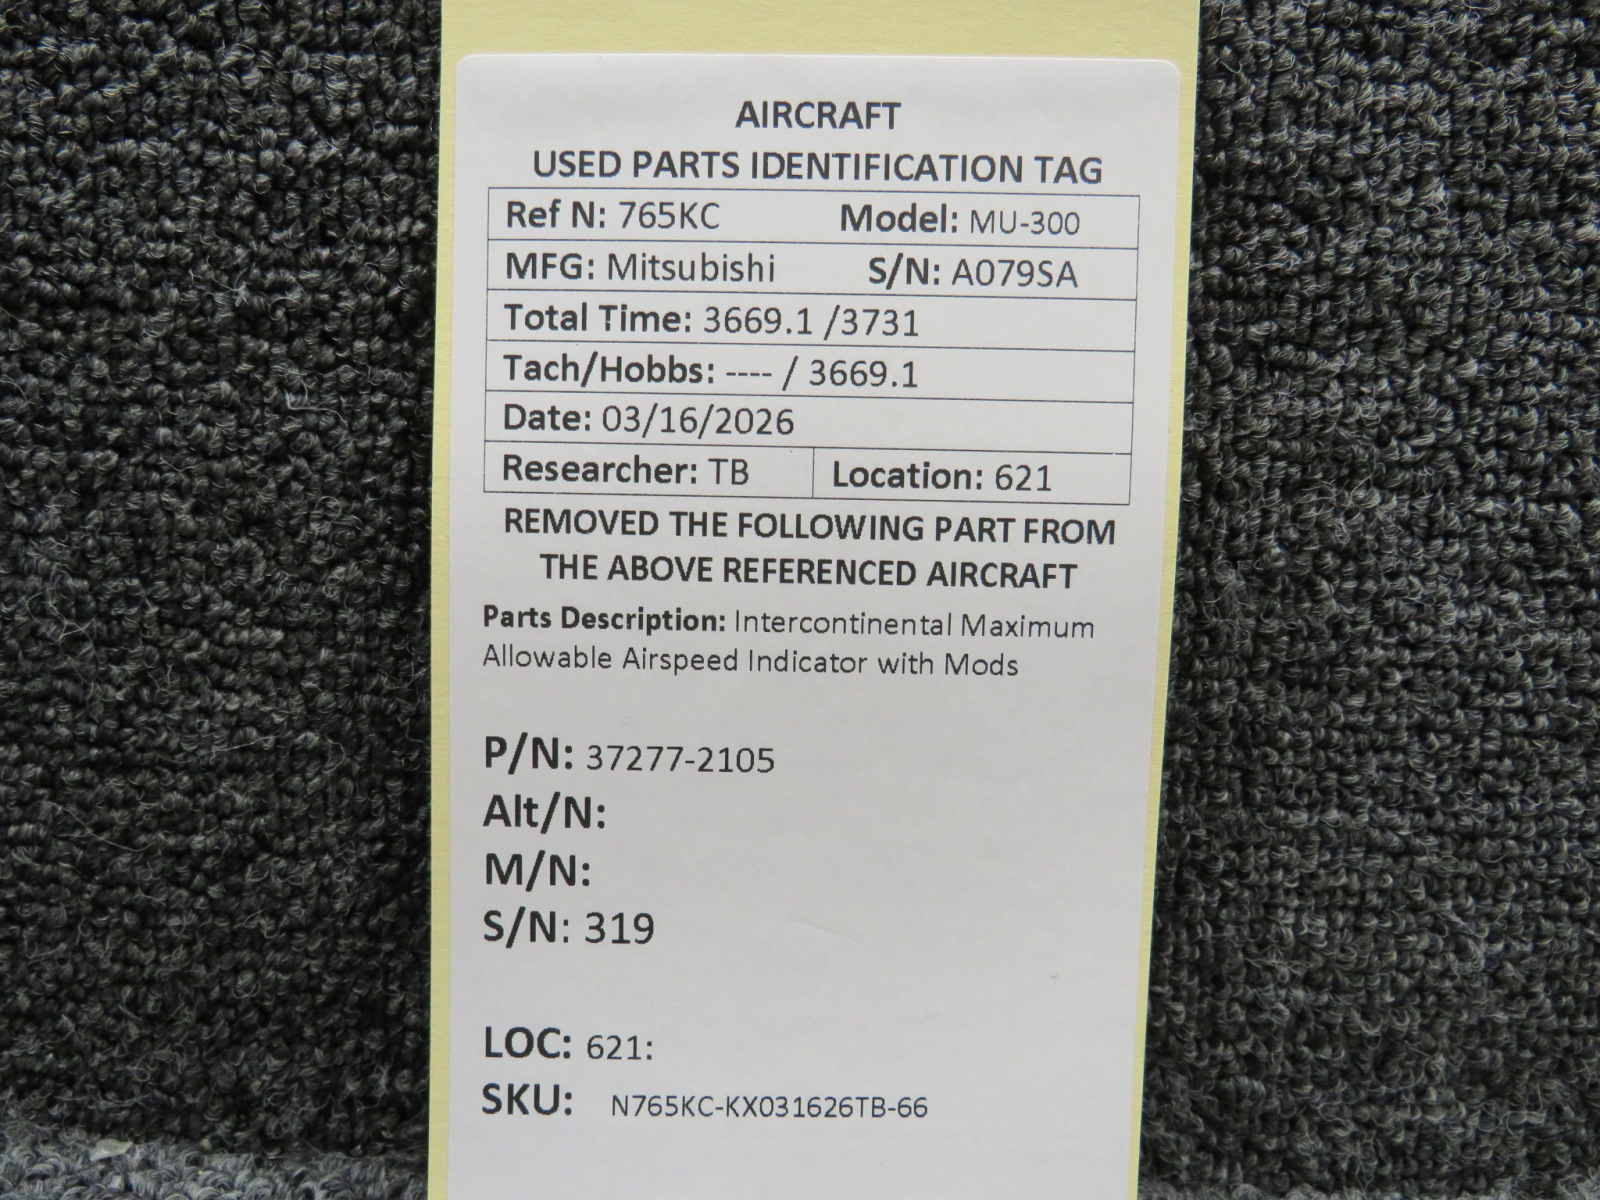 AIRCRAFT
USED PARTS IDENTIFICATION TAG
Ref N: 765KC Model: MU-300
MFG: Mitsubishi S/N: A079SA
Total Time: 3669.1 /3731
Tach/Hobbs: ---- / 3669.1
Date: 03/16/2026
Researcher: TB Location: 621
REMOVED THE FOLLOWING PART FROM
THE ABOVE REFERENCED AIRCRAFT
Parts Description: Intercontinental Maximum
Allowable Airspeed Indicator with Mods
P/N: 37277-2105
Alt/N:
M/N:
S/N: 319
LOC: 621:
SKU: N765KC-KX031626TB-66